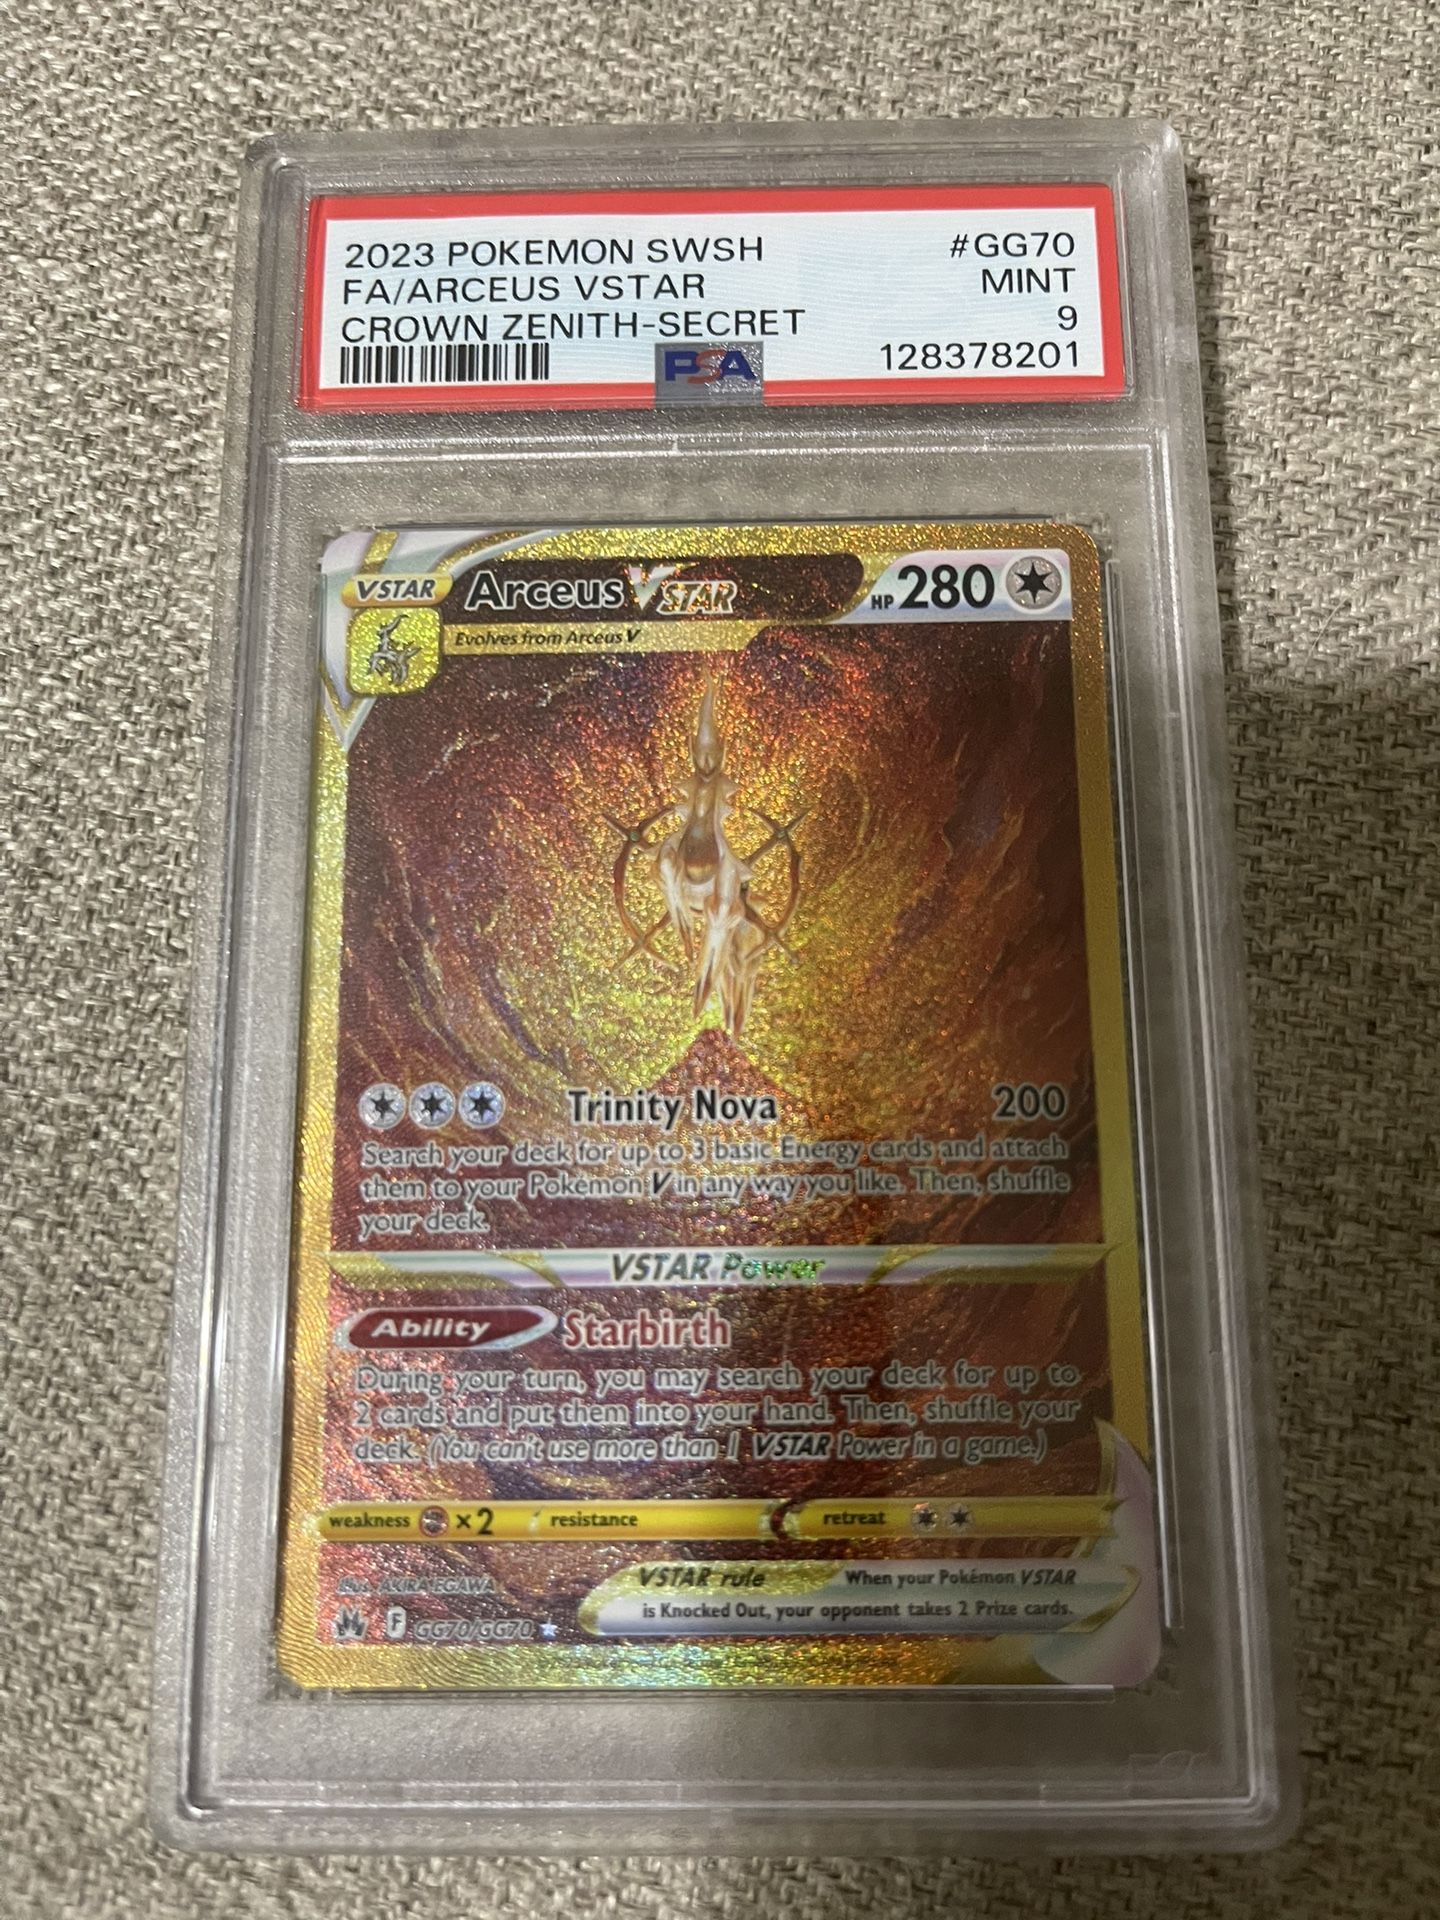 2023 POKEMON SWSH #GG70
FA/ARCEUS VSTAR MINT
CROWN ZENITH-SECRET 9
PSA 128378201
VSTAR Arceus VSTAR HP 280
Evolves from Arceus V
Trinity Nova 200
Search your deck for up to 3 basic Energy cards and attach
them to your Pokémon V in any way you like. Then, shuffle
your deck.
VSTAR Power
Ability Starbirth
During your turn, you may search your deck for up to
2 cards and put them into your hand. Then, shuffle your
deck. (You can't use more than 1 VSTAR Power in a game.)
weakness ×2 resistance retreat
Illus. AKIRA EGAWA
VSTAR rule When your Pokémon VSTAR
is Knocked Out, your opponent takes 2 Prize cards.
F GG70/GG70